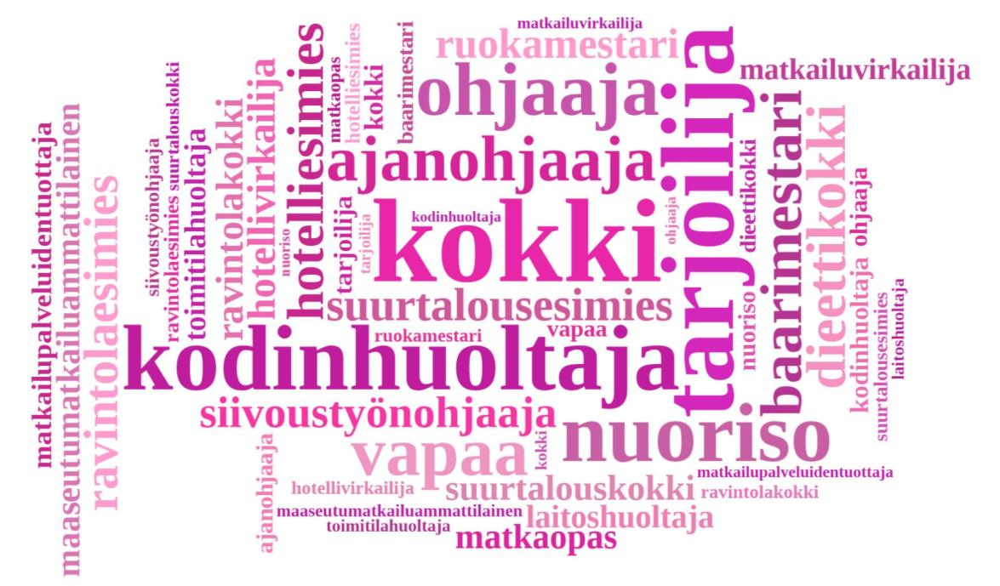 matkailuvirkailija
ruokamestari
matkailuvirkailija
ohjaaja
tarjoilija
baarimestari
kokki
hotelliesimies
matkaopas
hotelliesimies
hotellivirkailija
ravintolakokki
suurtalouskokki
ravintolaesimies
siivoustyönohjaaja
toimitilahuoltaja
matkailupalveluidentuottaja
maaseutumatkailuammattilainen
ravintolaesimies
ajanohjaaja
kokki
kodinhuoltaja
nuoriso
tarjoilija
tarjoilija
ohjaaja
dieettikokki
nuoriso
baarimestari
dieettikokki
ohjaaja
kodinhuoltaja
suurtalousesimies
laitoshuoltaja
suurtalousesimies
ruokamestari
vapaa
kodinhuoltaja
siivoustyönohjaaja
nuoriso
vapaa
kokki
ajanohjaaja
matkailupalveluidentuottaja
hotellivirkailija
suurtalouskokki
ravintolakokki
maaseutumatkailuammattilainen
laitoshuoltaja
toimitilahuoltaja
matkaopas